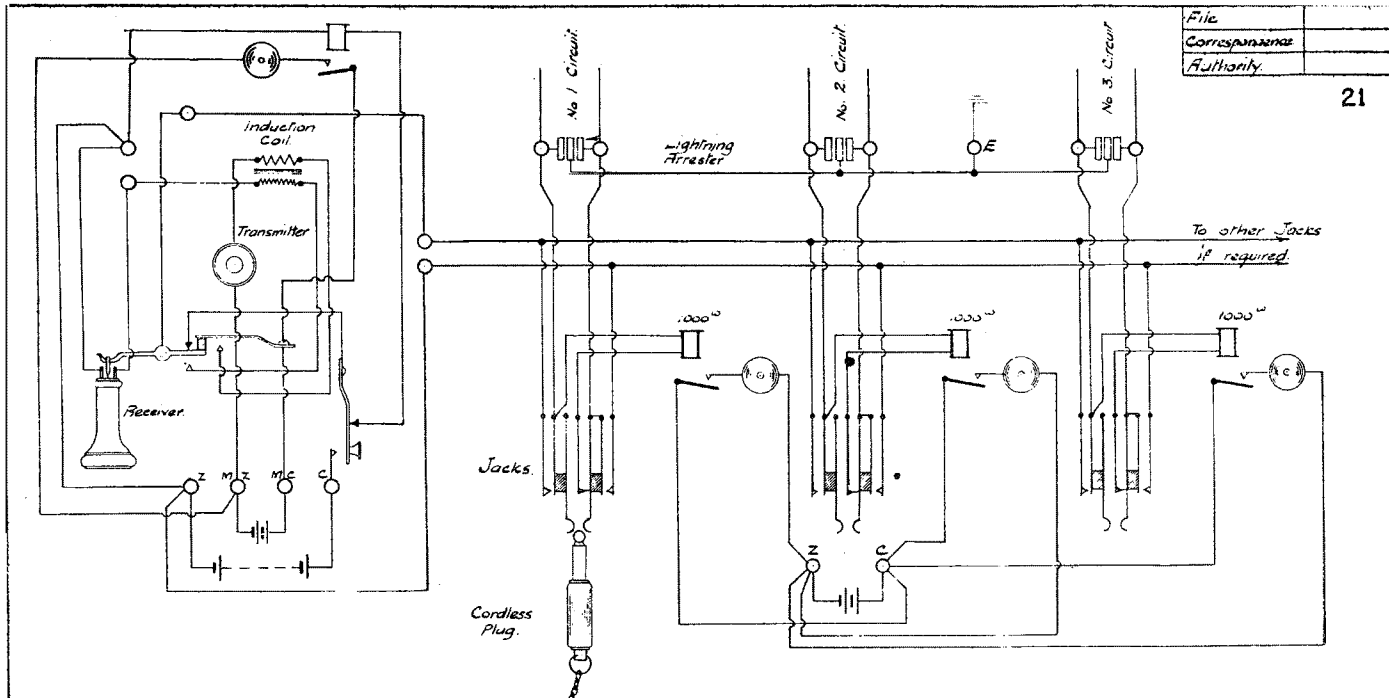 File
Correspondence
Authority.
21
No 1 Circuit.
No. 2. Circuit.
No 3. Circuit
E
Lightning
Arrester
Induction
Coil.
Transmitter
To other Jacks
if required.
1000ω
1000ω
1000ω
Receiver.
Jacks.
Z
M Z
M C
C
Z
C
Cordless
Plug.